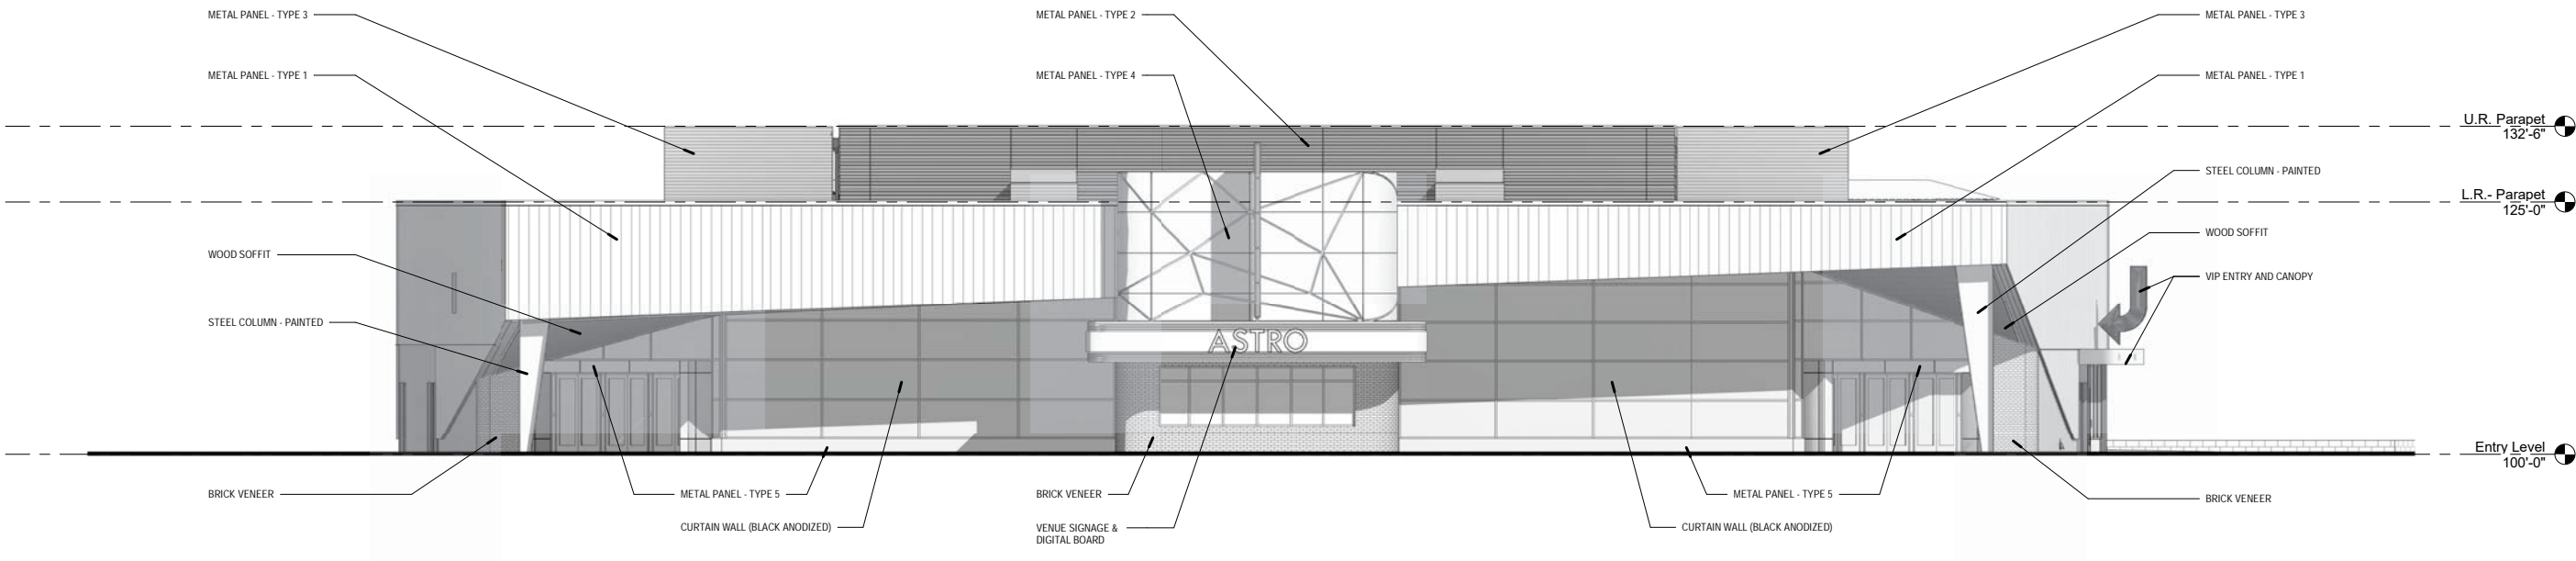 METAL PANEL - TYPE 3
METAL PANEL - TYPE 2
METAL PANEL - TYPE 3
METAL PANEL - TYPE 1
METAL PANEL - TYPE 4
METAL PANEL - TYPE 1
U.R. Parapet
132'-6"
STEEL COLUMN - PAINTED
L.R.- Parapet
125'-0"
WOOD SOFFIT
WOOD SOFFIT
VIP ENTRY AND CANOPY
STEEL COLUMN - PAINTED
ASTRO
Entry Level
100'-0"
BRICK VENEER
METAL PANEL - TYPE 5
BRICK VENEER
METAL PANEL - TYPE 5
BRICK VENEER
CURTAIN WALL (BLACK ANODIZED)
VENUE SIGNAGE &
DIGITAL BOARD
CURTAIN WALL (BLACK ANODIZED)